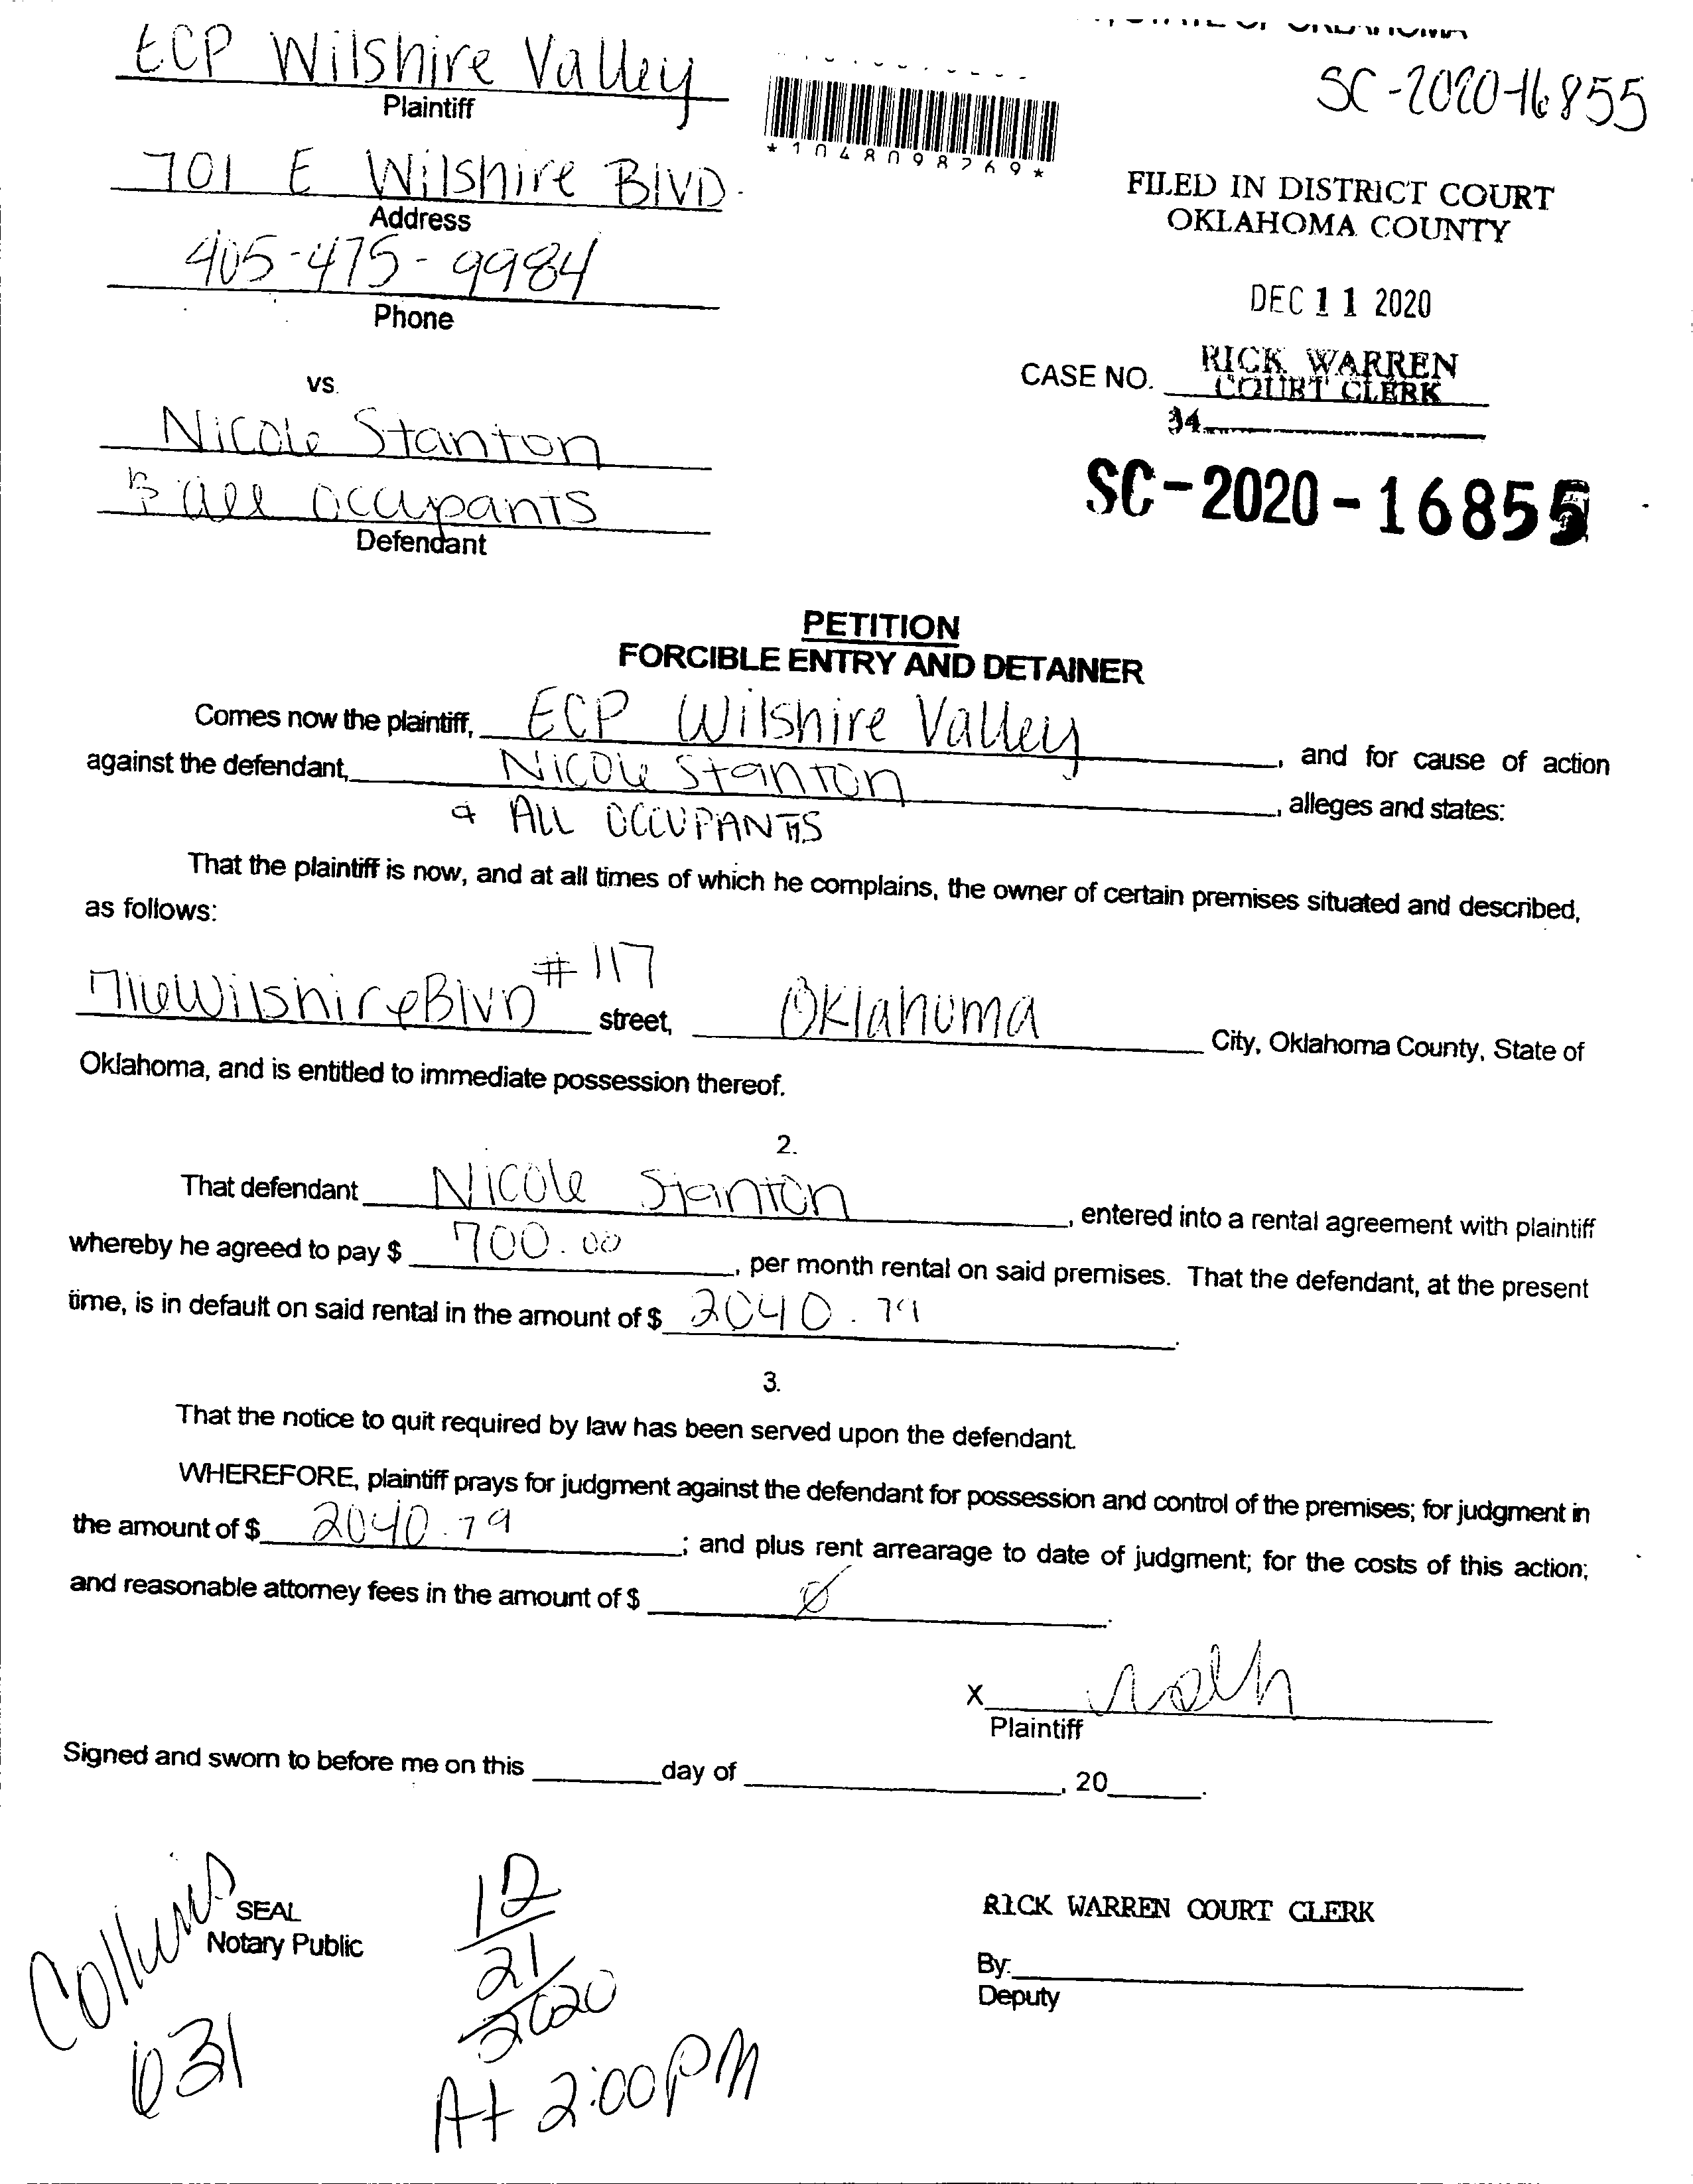 ECP Wilshire Valley
Plaintiff
701 E Wilshire BLVD.
Address
405-475-9984
Phone
vs.
Nicole Stanton
& all occupants
Defendant
*1048098769*
STATE OF OKLAHOMA
SC-2020-16855
FILED IN DISTRICT COURT
OKLAHOMA COUNTY
DEC 11 2020
RICK WARREN
COURT CLERK
CASE NO.
34
SC-2020-16855
PETITION
FORCIBLE ENTRY AND DETAINER
Comes now the plaintiff, ECP Wilshire Valley, and for cause of action
against the defendant, Nicole Stanton, alleges and states:
& ALL OCCUPANTS
That the plaintiff is now, and at all times of which he complains, the owner of certain premises situated and described,
as follows:
Wilshire Blvd #117 street, Oklahoma City, Oklahoma County, State of
Oklahoma, and is entitled to immediate possession thereof.
2.
That defendant Nicole Stanton, entered into a rental agreement with plaintiff
whereby he agreed to pay $ 700.00, per month rental on said premises. That the defendant, at the present
time, is in default on said rental in the amount of $ 2040.79.
3.
That the notice to quit required by law has been served upon the defendant.
WHEREFORE, plaintiff prays for judgment against the defendant for possession and control of the premises; for judgment in
the amount of $ 2040.79; and plus rent arrearage to date of judgment; for the costs of this action;
and reasonable attorney fees in the amount of $ Ø.
X
Plaintiff
Signed and sworn to before me on this day of , 20 .
Collins
SEAL
Notary Public
631
12
21
2020
At 2:00PM
RICK WARREN COURT CLERK
By:
Deputy